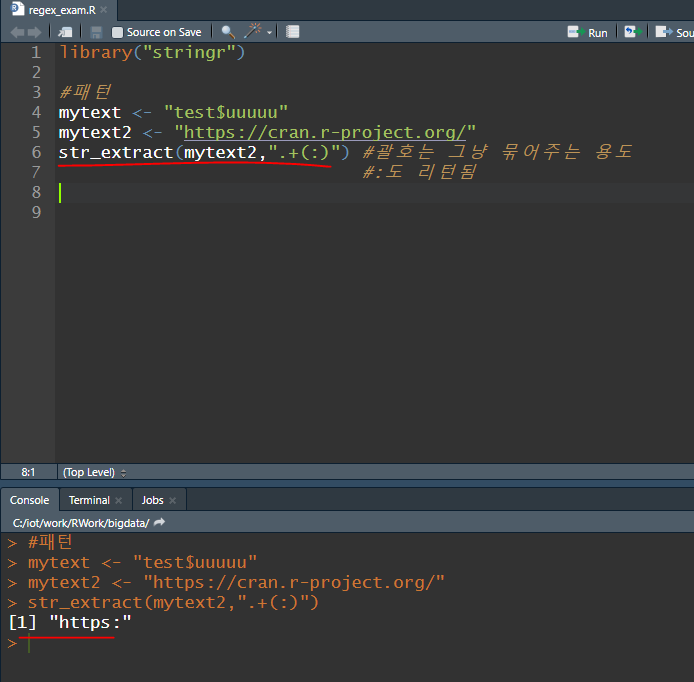 regex_exam.R
Source on Save Run Sou
1 library("stringr")
2
3 #패턴
4 mytext <- "test$uuuuu"
5 mytext2 <- "https://cran.r-project.org/"
6 str_extract(mytext2,".+(:)") #괄호는 그냥 묶어주는 용도
7 #:도 리턴됨
8
9
8:1 (Top Level)
Console Terminal Jobs
C:/iot/work/RWork/bigdata/
> #패턴
> mytext <- "test$uuuuu"
> mytext2 <- "https://cran.r-project.org/"
> str_extract(mytext2,".+(:)")
[1] "https:"
>